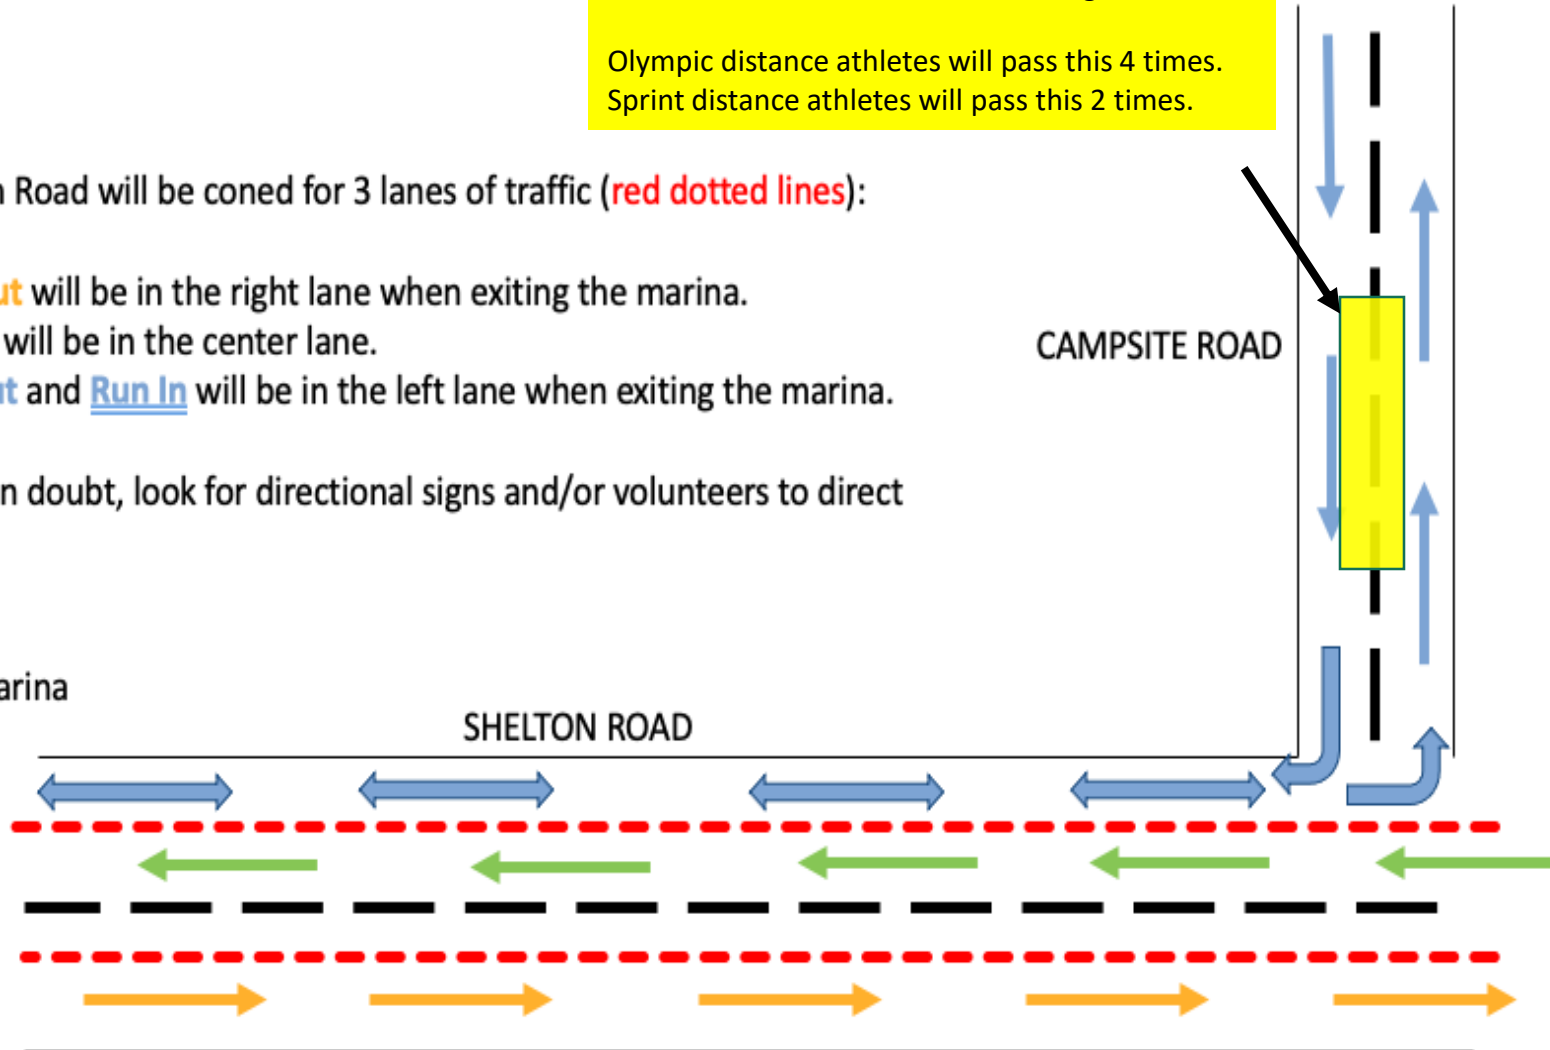 Olympic distance athletes will pass this 4 times.
Sprint distance athletes will pass this 2 times.
Road will be coned for 3 lanes of traffic (red dotted lines):
will be in the right lane when exiting the marina.
will be in the center lane.
and Run In will be in the left lane when exiting the marina.
n doubt, look for directional signs and/or volunteers to direct
CAMPSITE ROAD
arina
SHELTON ROAD